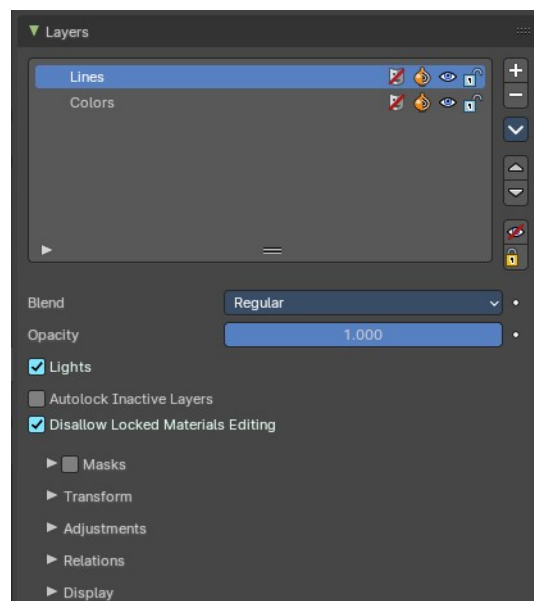 Layers
Lines
Colors
Blend Regular
Opacity 1.000
Lights
Autolock Inactive Layers
Disallow Locked Materials Editing
Masks
Transform
Adjustments
Relations
Display